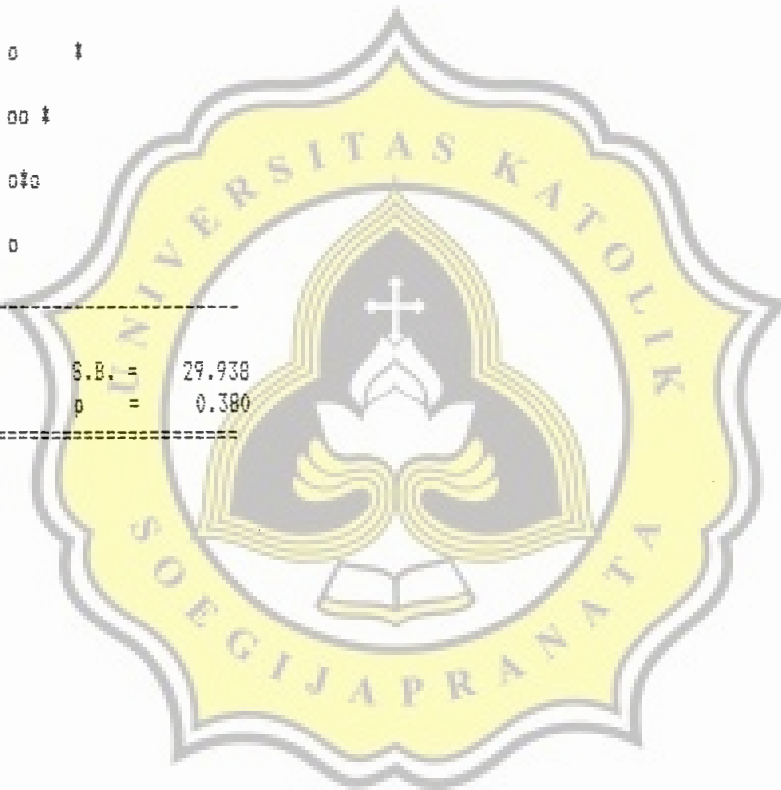 o *
oo *
o*o
o
------------------------------
S.B. = 29.938
p = 0.380
==============================
UNIVERSITAS KATOLIK
SOEGIJAPRANATA